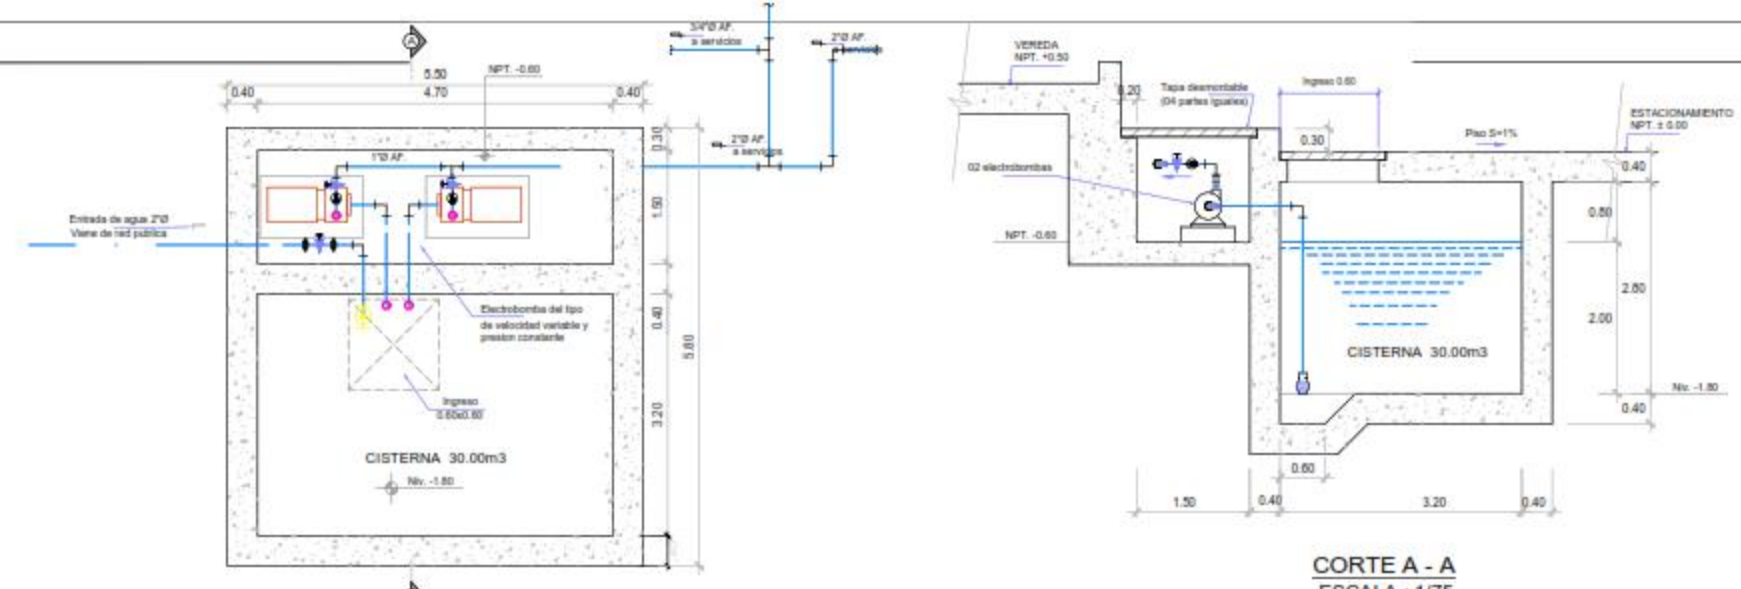 A
5.50
NPT. -0.60
0.40
4.70
0.40
3/4"Ø AF.
a servicios
2"Ø AF.
a servicios
2"Ø AF.
a servicios
1"Ø AF.
0.30
1.50
0.40
5.80
3.20
Entrada de agua 2"Ø
Viene de red publica
Electrobomba del tipo
de velocidad variable y
presion constante
Ingreso
0.60x0.60
CISTERNA 30.00m3
Niv. -1.80
VEREDA
NPT. +0.50
0.20
Tapa desmontable
(04 partes iguales)
Ingreso 0.60
0.30
Piso S=1%
ESTACIONAMIENTO
NPT. ± 0.00
02 electrobombas
NPT. -0.60
0.40
0.80
2.80
2.00
CISTERNA 30.00m3
Niv. -1.80
0.40
0.60
1.50
0.40
3.20
0.40
CORTE A - A